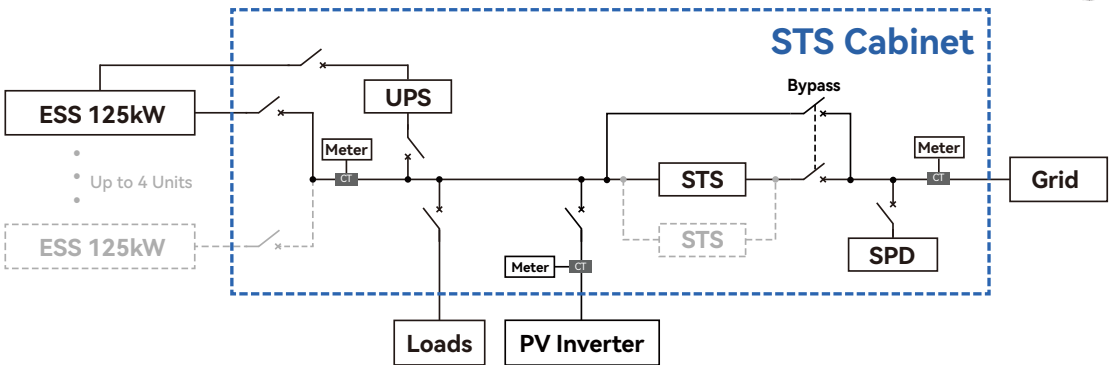 STS Cabinet
Bypass
UPS
ESS 125kW
Meter
CT
Meter
CT
Up to 4 Units
STS
Grid
ESS 125kW
STS
SPD
Meter
CT
Loads
PV Inverter